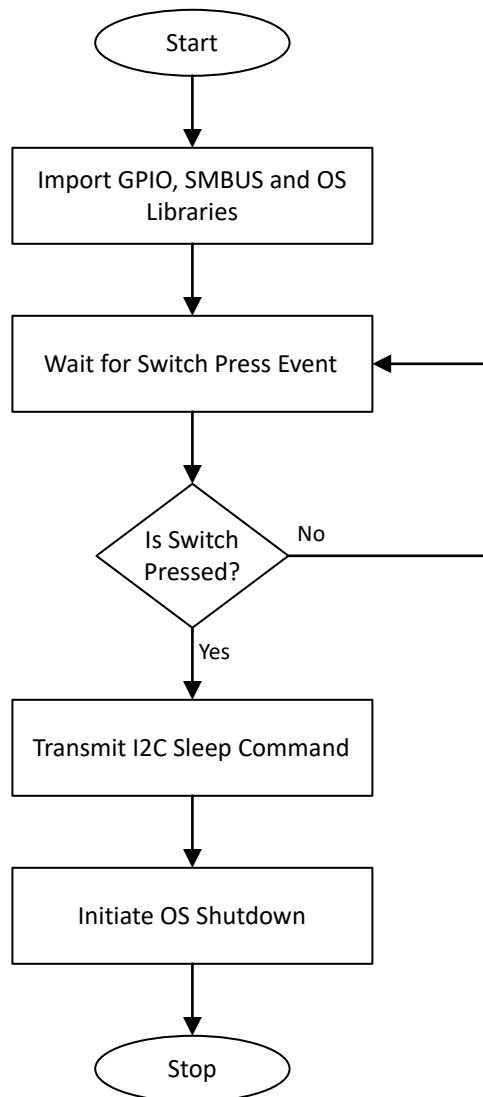 Start
Import GPIO, SMBUS and OS
Libraries
Wait for Switch Press Event
Is Switch
Pressed?
No
Yes
Transmit I2C Sleep Command
Initiate OS Shutdown
Stop